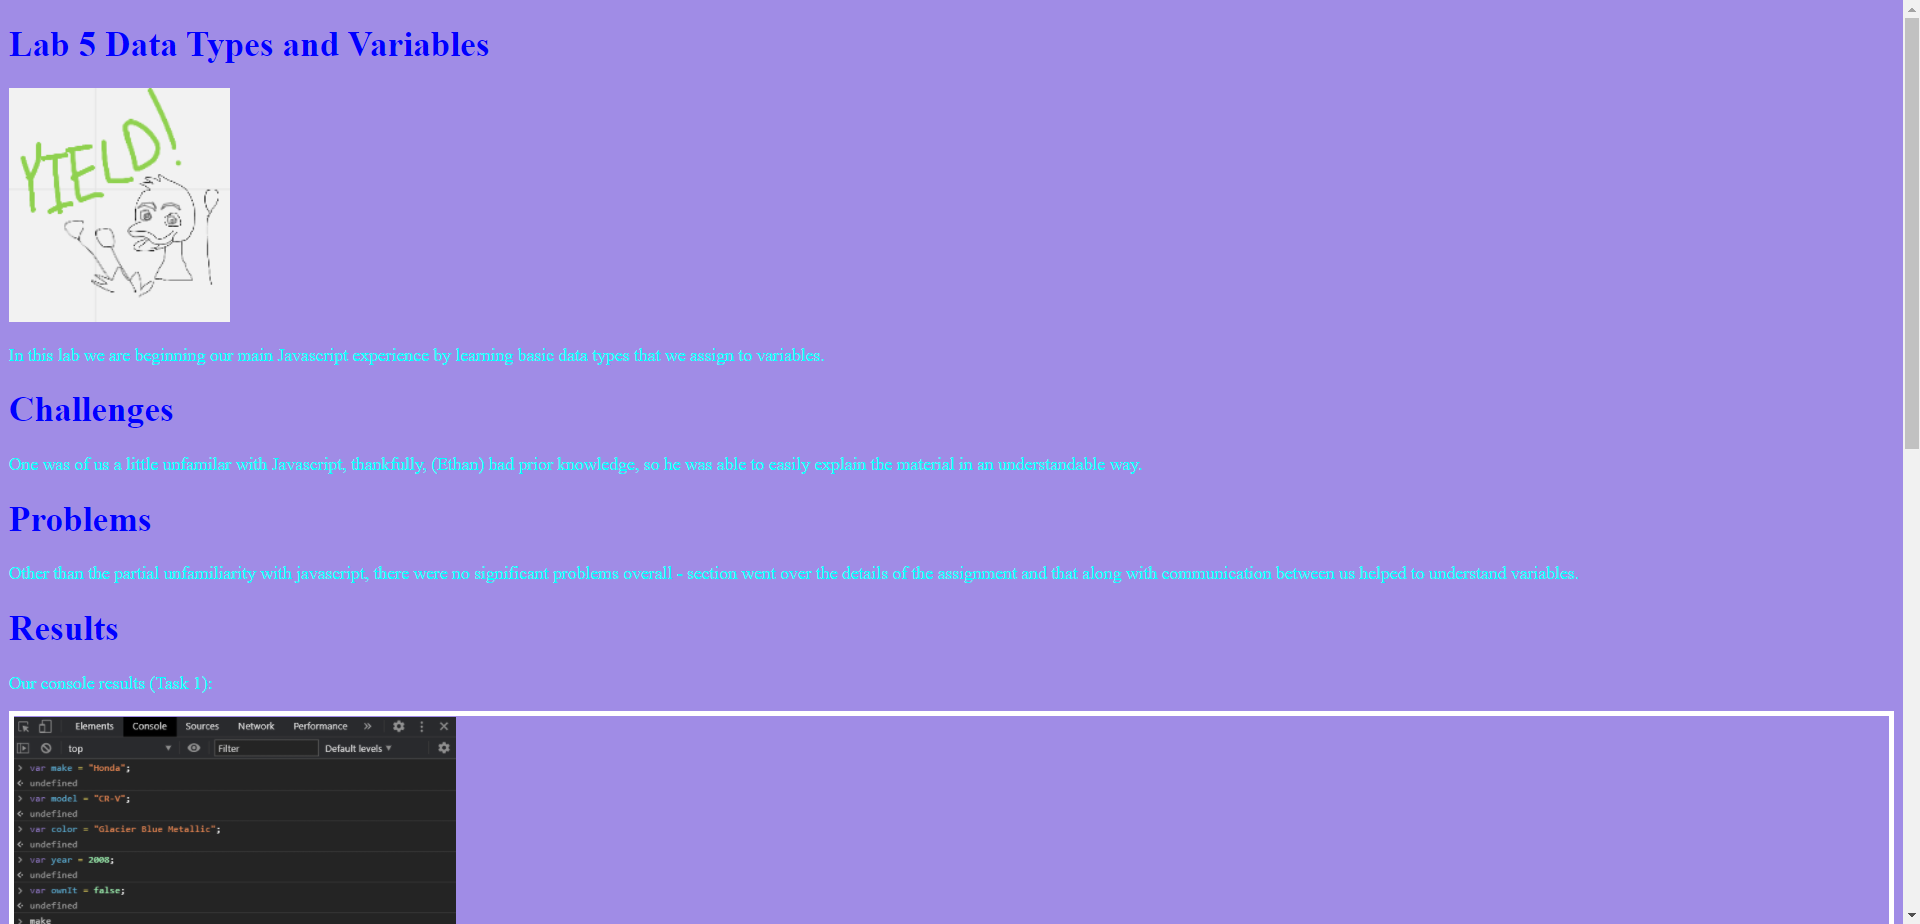 Lab 5 Data Types and Variables
YIELD!
In this lab we are beginning our main Javascript experience by learning basic data types that we assign to variables.
Challenges
One was of us a little unfamilar with Javascript, thankfully, (Ethan) had prior knowledge, so he was able to easily explain the material in an understandable way.
Problems
Other than the partial unfamiliarity with javascript, there were no significant problems overall - section went over the details of the assignment and that along with communication between us helped to understand variables.
Results
Our console results (Task 1):
Elements Console Sources Network Performance »
top Filter Default levels
> var make = "Honda";
undefined
> var model = "CR-V";
undefined
> var color = "Glacier Blue Metallic";
undefined
> var year = 2008;
undefined
> var ownIt = false;
undefined
> make